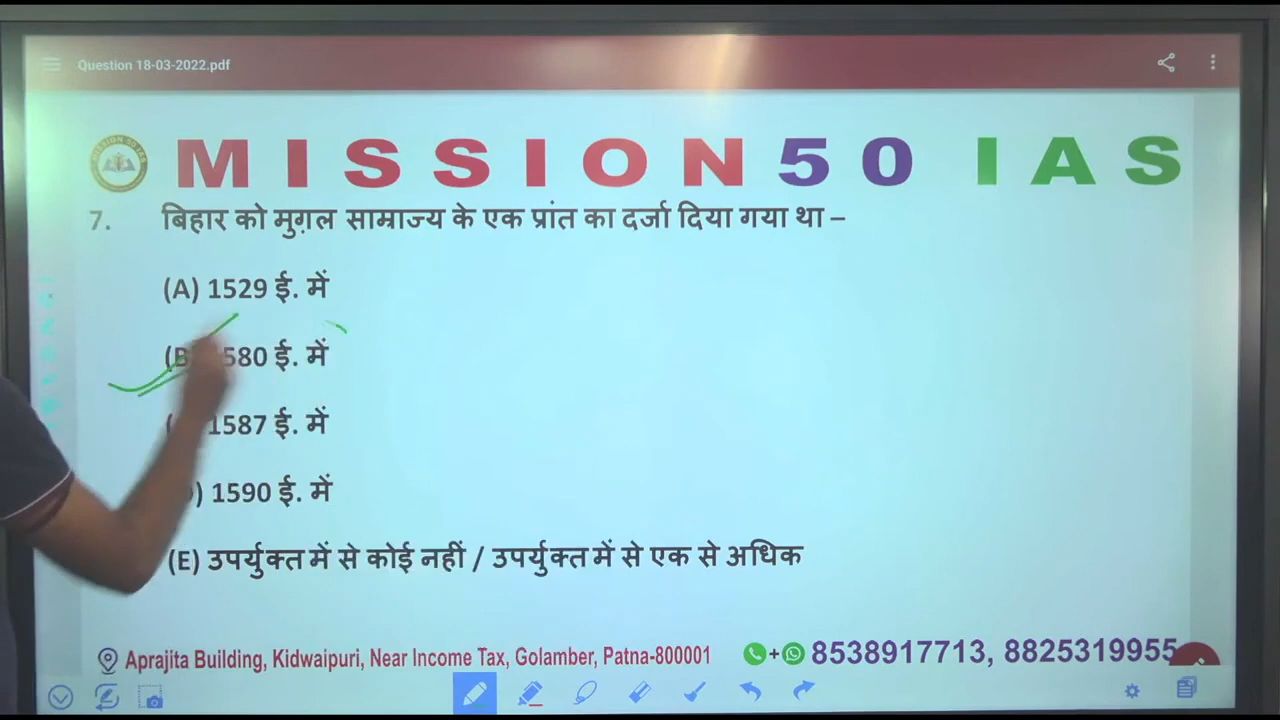 Question 18-03-2022.pdf
MISSION 50 IAS
7. बिहार को मुग़ल साम्राज्य के एक प्रांत का दर्जा दिया गया था –
(A) 1529 ई. में
(B) 1580 ई. में
1587 ई. में
) 1590 ई. में
(E) उपर्युक्त में से कोई नहीं / उपर्युक्त में से एक से अधिक
Aprajita Building, Kidwaipuri, Near Income Tax, Golamber, Patna-800001
+ 8538917713, 8825319955